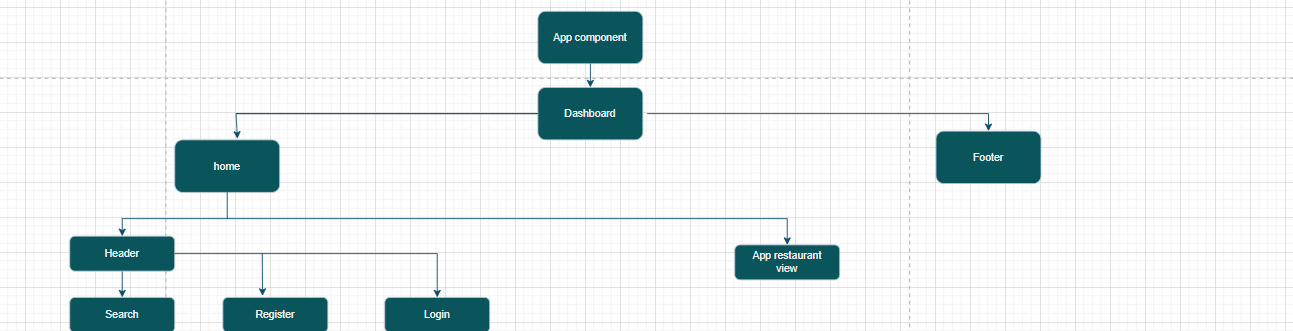 App component
Dashboard
home
Footer
Header
App restaurant
view
Search
Register
Login